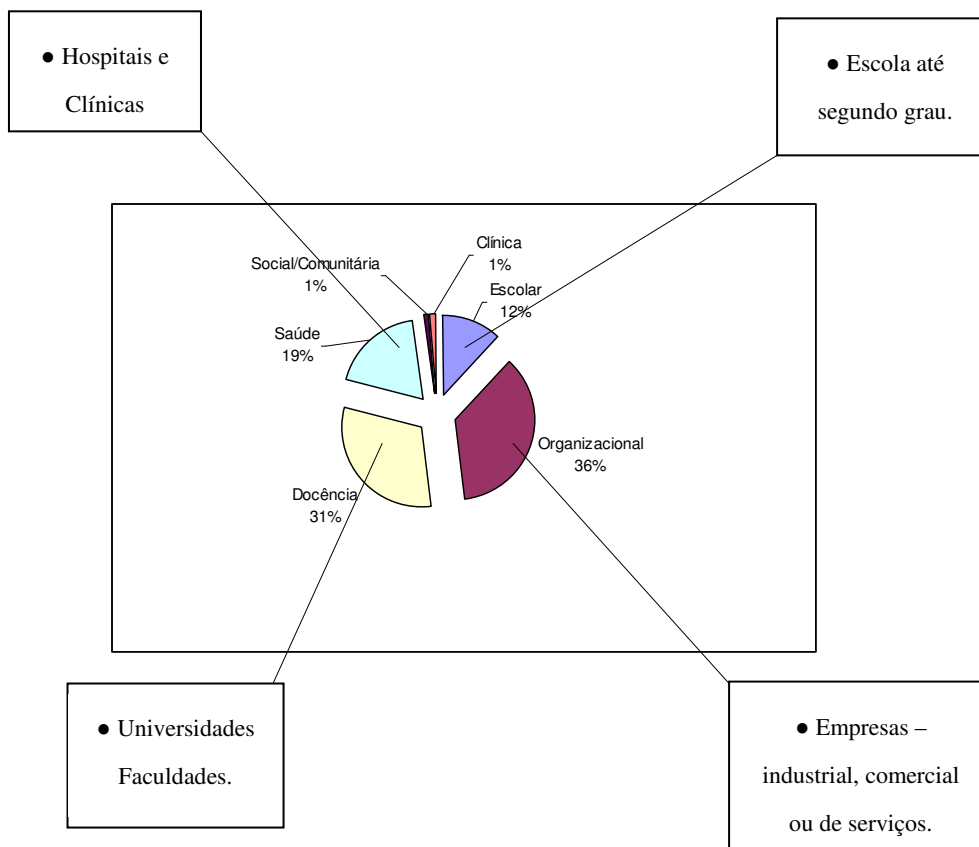 ● Hospitais e
Clínicas
● Escola até
segundo grau.
Clínica
1%
Social/Comunitária
1%
Escolar
12%
Saúde
19%
Organizacional
36%
Docência
31%
● Universidades
Faculdades.
● Empresas –
industrial, comercial
ou de serviços.